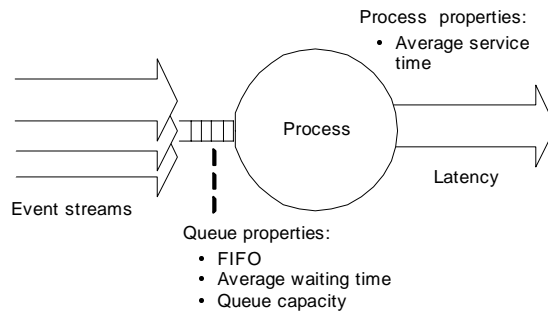 Process properties:
• Average service
time
Process
Latency
Event streams
Queue properties:
• FIFO
• Average waiting time
• Queue capacity